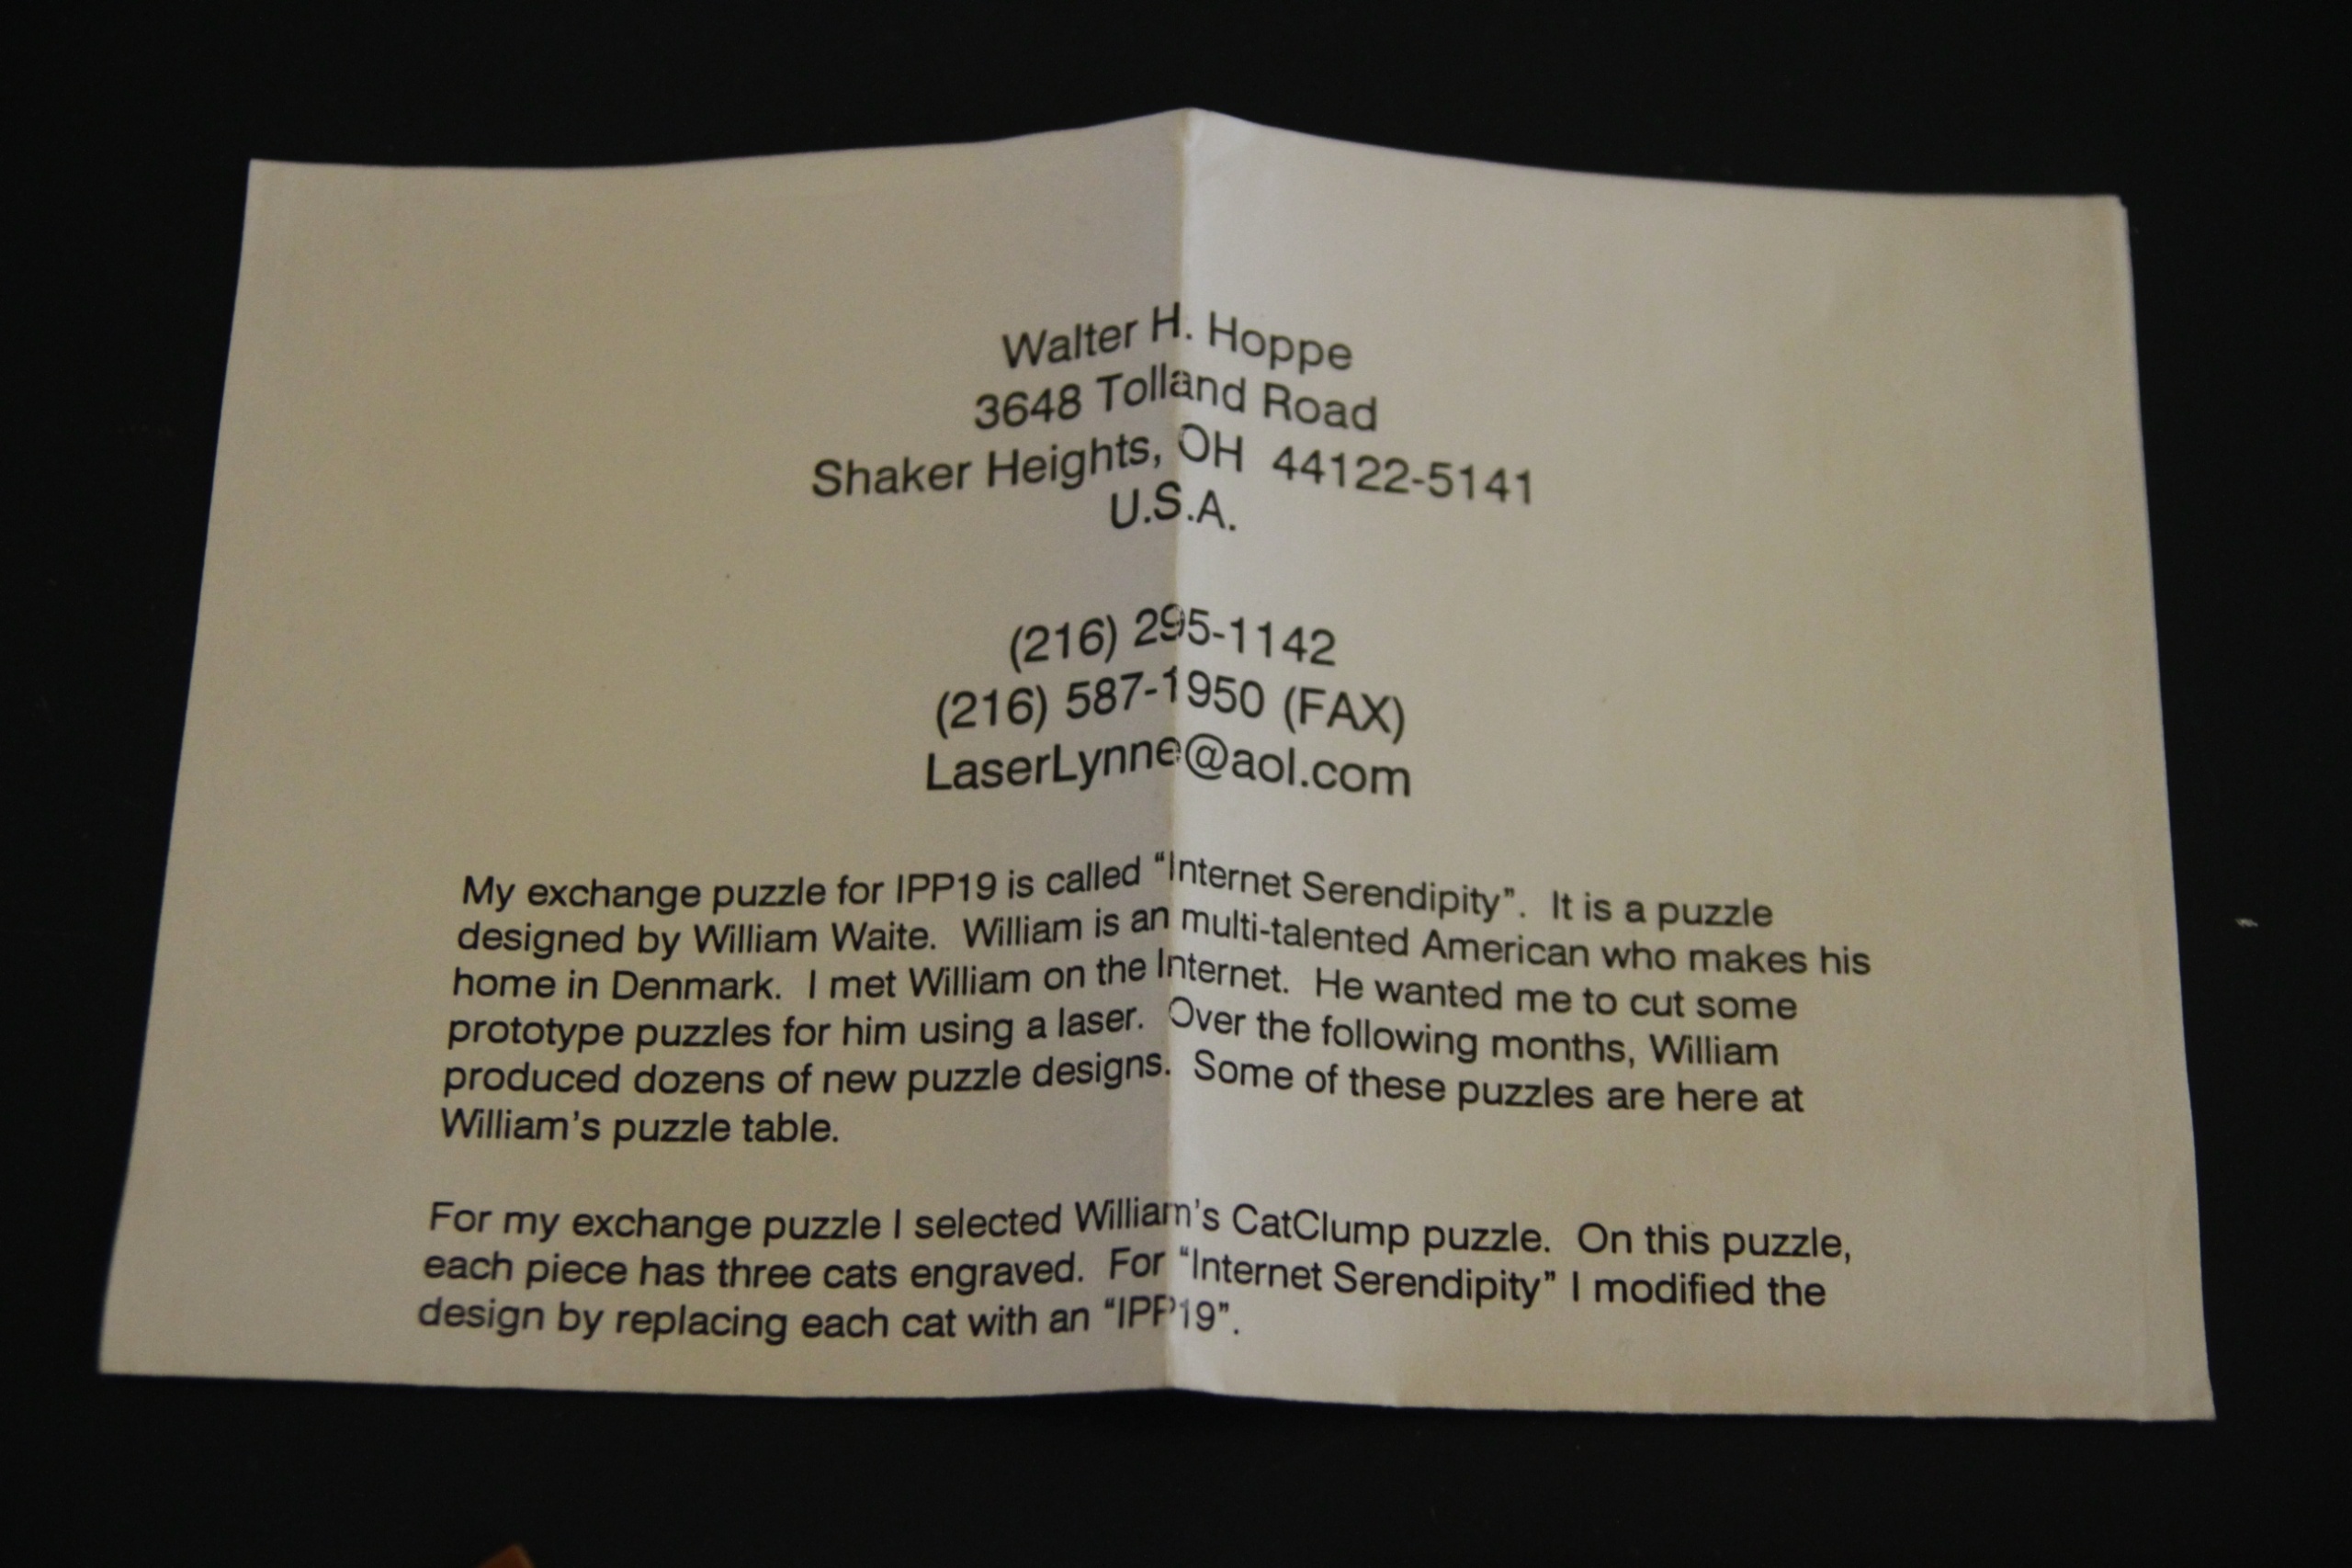 Walter H. Hoppe
3648 Tolland Road
Shaker Heights, OH  44122-5141
U.S.A.
(216) 295-1142
(216) 587-1950 (FAX)
LaserLynne@aol.com
My exchange puzzle for IPP19 is called “Internet Serendipity”.  It is a puzzle
designed by William Waite.  William is an multi-talented American who makes his
home in Denmark.  I met William on the Internet.  He wanted me to cut some
prototype puzzles for him using a laser.  Over the following months, William
produced dozens of new puzzle designs.  Some of these puzzles are here at
William’s puzzle table.
For my exchange puzzle I selected William’s CatClump puzzle.  On this puzzle,
each piece has three cats engraved.  For “Internet Serendipity” I modified the
design by replacing each cat with an “IPP19”.